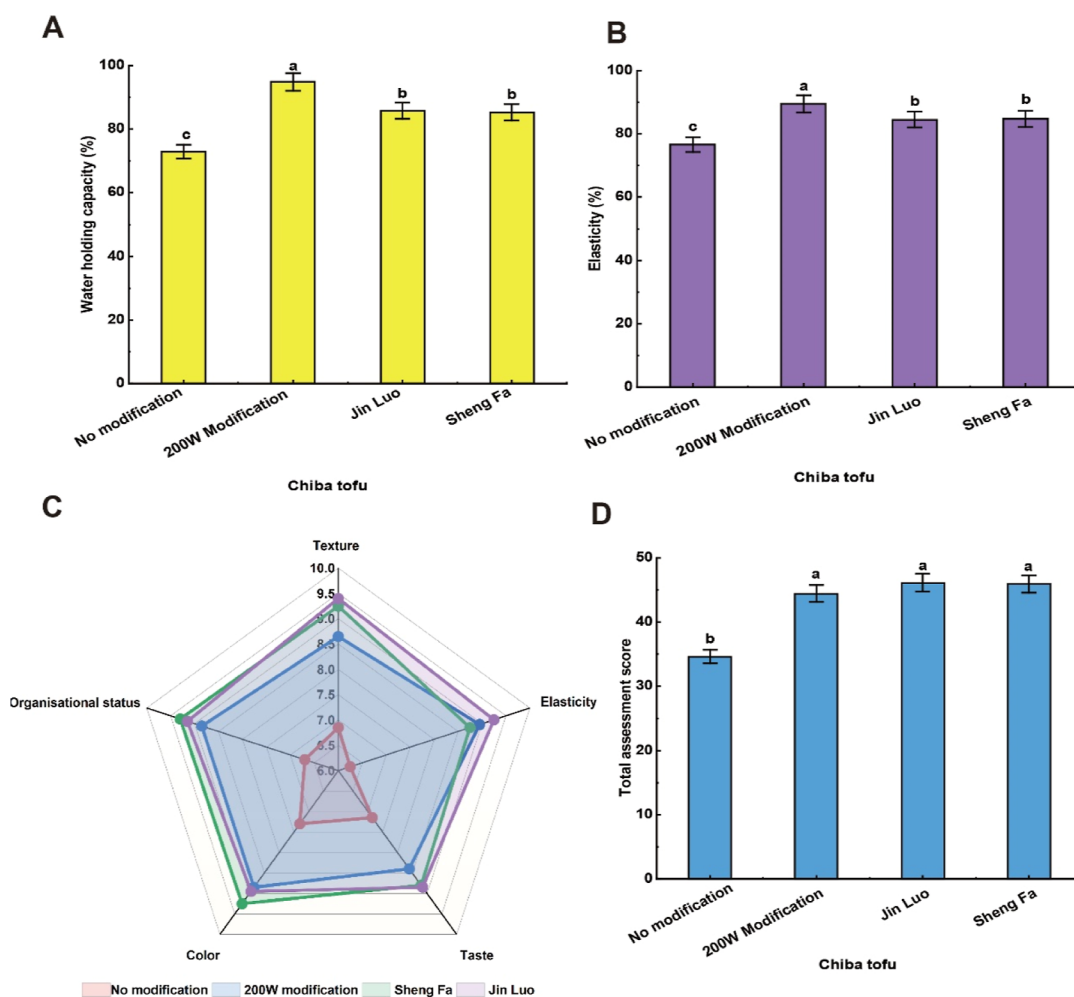 A
Water holding capacity (%)
100
80
60
40
20
0
a
b
b
c
No modification
200W Modification
Jin Luo
Sheng Fa
Chiba tofu
B
Elasticity (%)
100
80
60
40
20
0
a
b
b
c
No modification
200W Modification
Jin Luo
Sheng Fa
Chiba tofu
C
Texture
10.0
9.5
9.0
8.5
8.0
7.5
7.0
6.5
6.0
Organisational status
Elasticity
Color
Taste
No modification 200W modification Sheng Fa Jin Luo
D
Total assessment score
50
40
30
20
10
0
a
a
a
b
No modification
200W Modification
Jin Luo
Sheng Fa
Chiba tofu